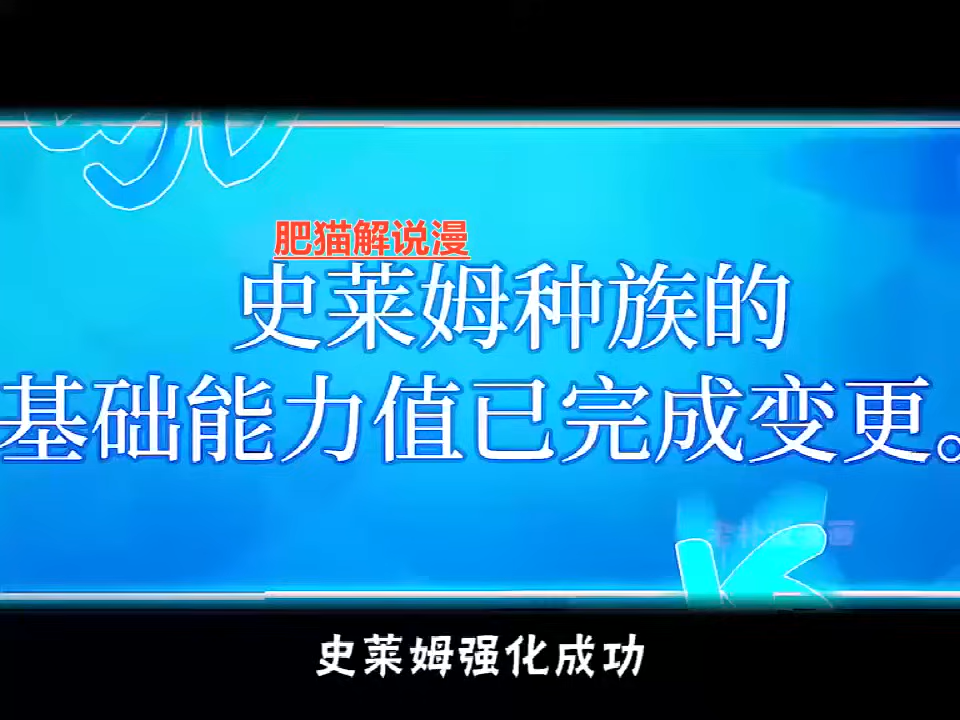 肥猫解说漫
史莱姆种族的
基础能力值已完成变更。
史莱姆强化成功